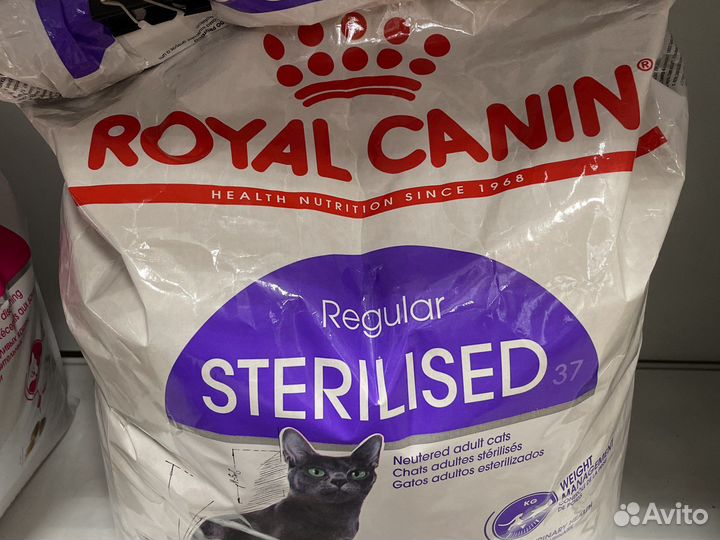 ROYAL CANIN®
HEALTH NUTRITION SINCE 1968
Regular
STERILISED 37
Neutered adult cats
Chats adultes stérilisés
Gatos adultos esterilizados
WEIGHT
MANAGEMENT
KG
Avito